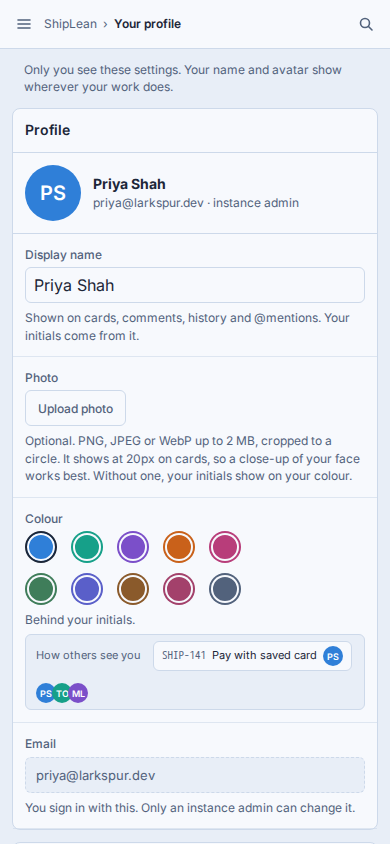 ShipLean › Your profile
Only you see these settings. Your name and avatar show
wherever your work does.
Profile
PS
Priya Shah
priya@larkspur.dev · instance admin
Display name
Priya Shah
Shown on cards, comments, history and @mentions. Your
initials come from it.
Photo
Upload photo
Optional. PNG, JPEG or WebP up to 2 MB, cropped to a
circle. It shows at 20px on cards, so a close-up of your face
works best. Without one, your initials show on your colour.
Colour
Behind your initials.
How others see you
SHIP-141 Pay with saved card PS
PS TO ML
Email
priya@larkspur.dev
You sign in with this. Only an instance admin can change it.